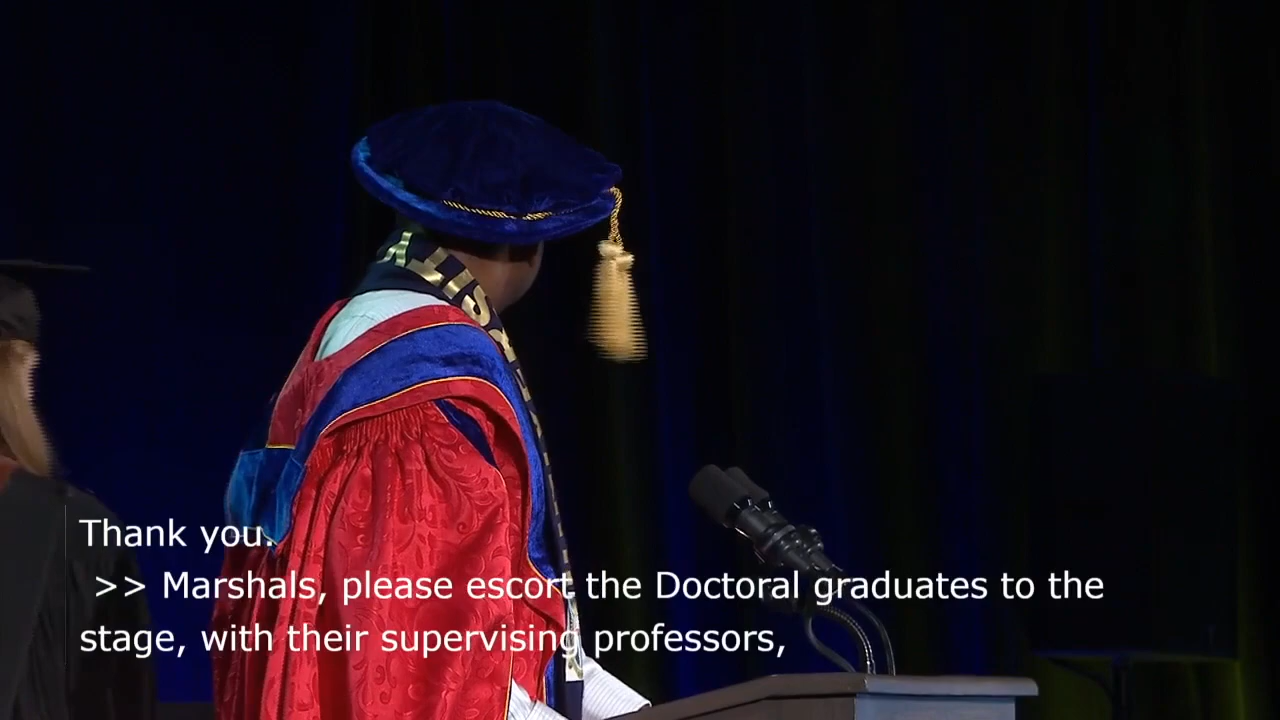 Thank you.
>> Marshals, please escort the Doctoral graduates to the
stage, with their supervising professors,